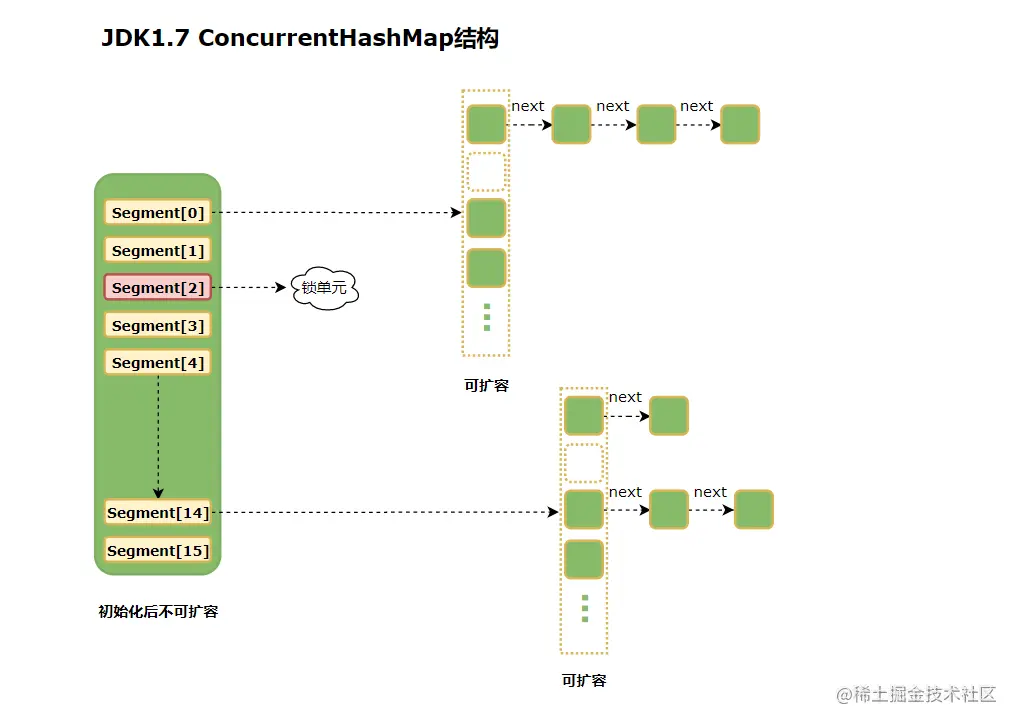 JDK1.7 ConcurrentHashMap结构
next next next
Segment[0]
Segment[1]
Segment[2]
锁单元
Segment[3]
Segment[4]
可扩容
next
Segment[14]
next next
Segment[15]
初始化后不可扩容
可扩容
@稀土掘金技术社区